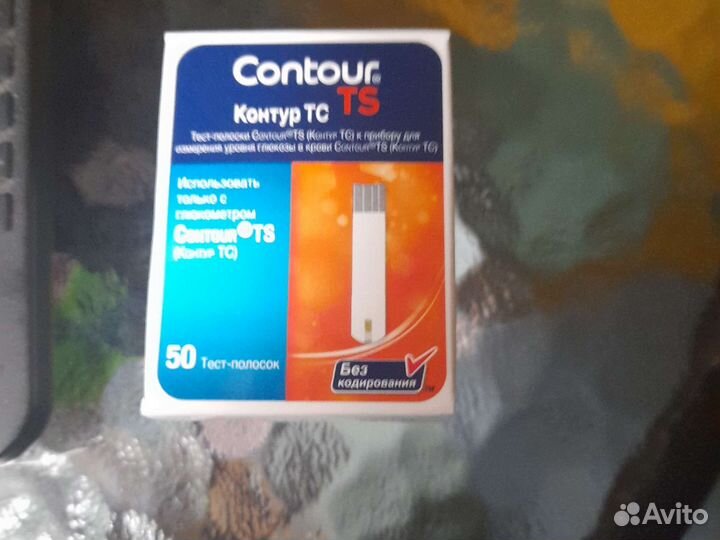 Contour®
TS
Контур ТС
Тест-полоски Contour®TS (Контур ТС) к прибору для
измерения уровня глюкозы в крови Contour®TS (Контур ТС)
Использовать
только с
глюкометром
Contour®TS
(Контур ТС)
50 Тест-полосок
Без
кодирования
TM
Avito